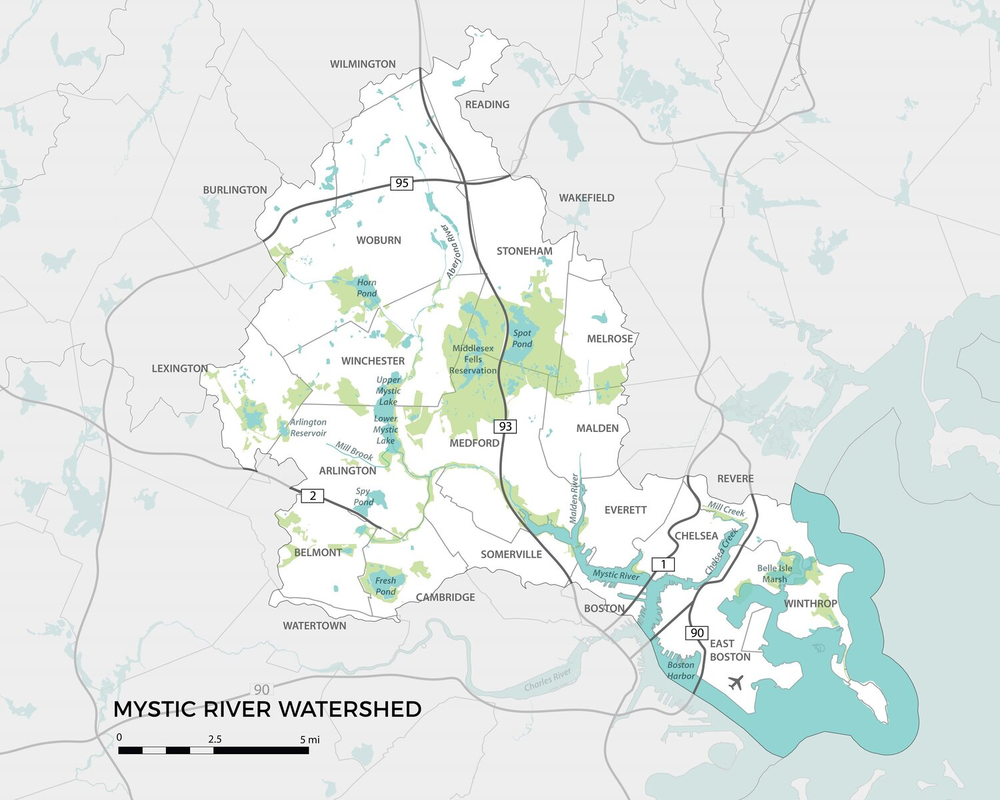 WILMINGTON
READING
95
BURLINGTON
WAKEFIELD
1
WOBURN
Aberjona River
STONEHAM
Horn
Pond
Spot
Pond
MELROSE
Middlesex
Fells
Reservation
WINCHESTER
LEXINGTON
Upper
Mystic
Lake
Lower
Mystic
Lake
Arlington
Reservoir
93
MALDEN
MEDFORD
Mill Brook
ARLINGTON
REVERE
2
Spy
Pond
Malden River
EVERETT
Mill Creek
CHELSEA
Chelsea Creek
BELMONT
SOMERVILLE
1
Mystic River
Belle Isle
Marsh
Fresh
Pond
CAMBRIDGE
BOSTON
WINTHROP
WATERTOWN
90
EAST
BOSTON
Boston
Harbor
Charles River
90
MYSTIC RIVER WATERSHED
0 2.5 5 mi